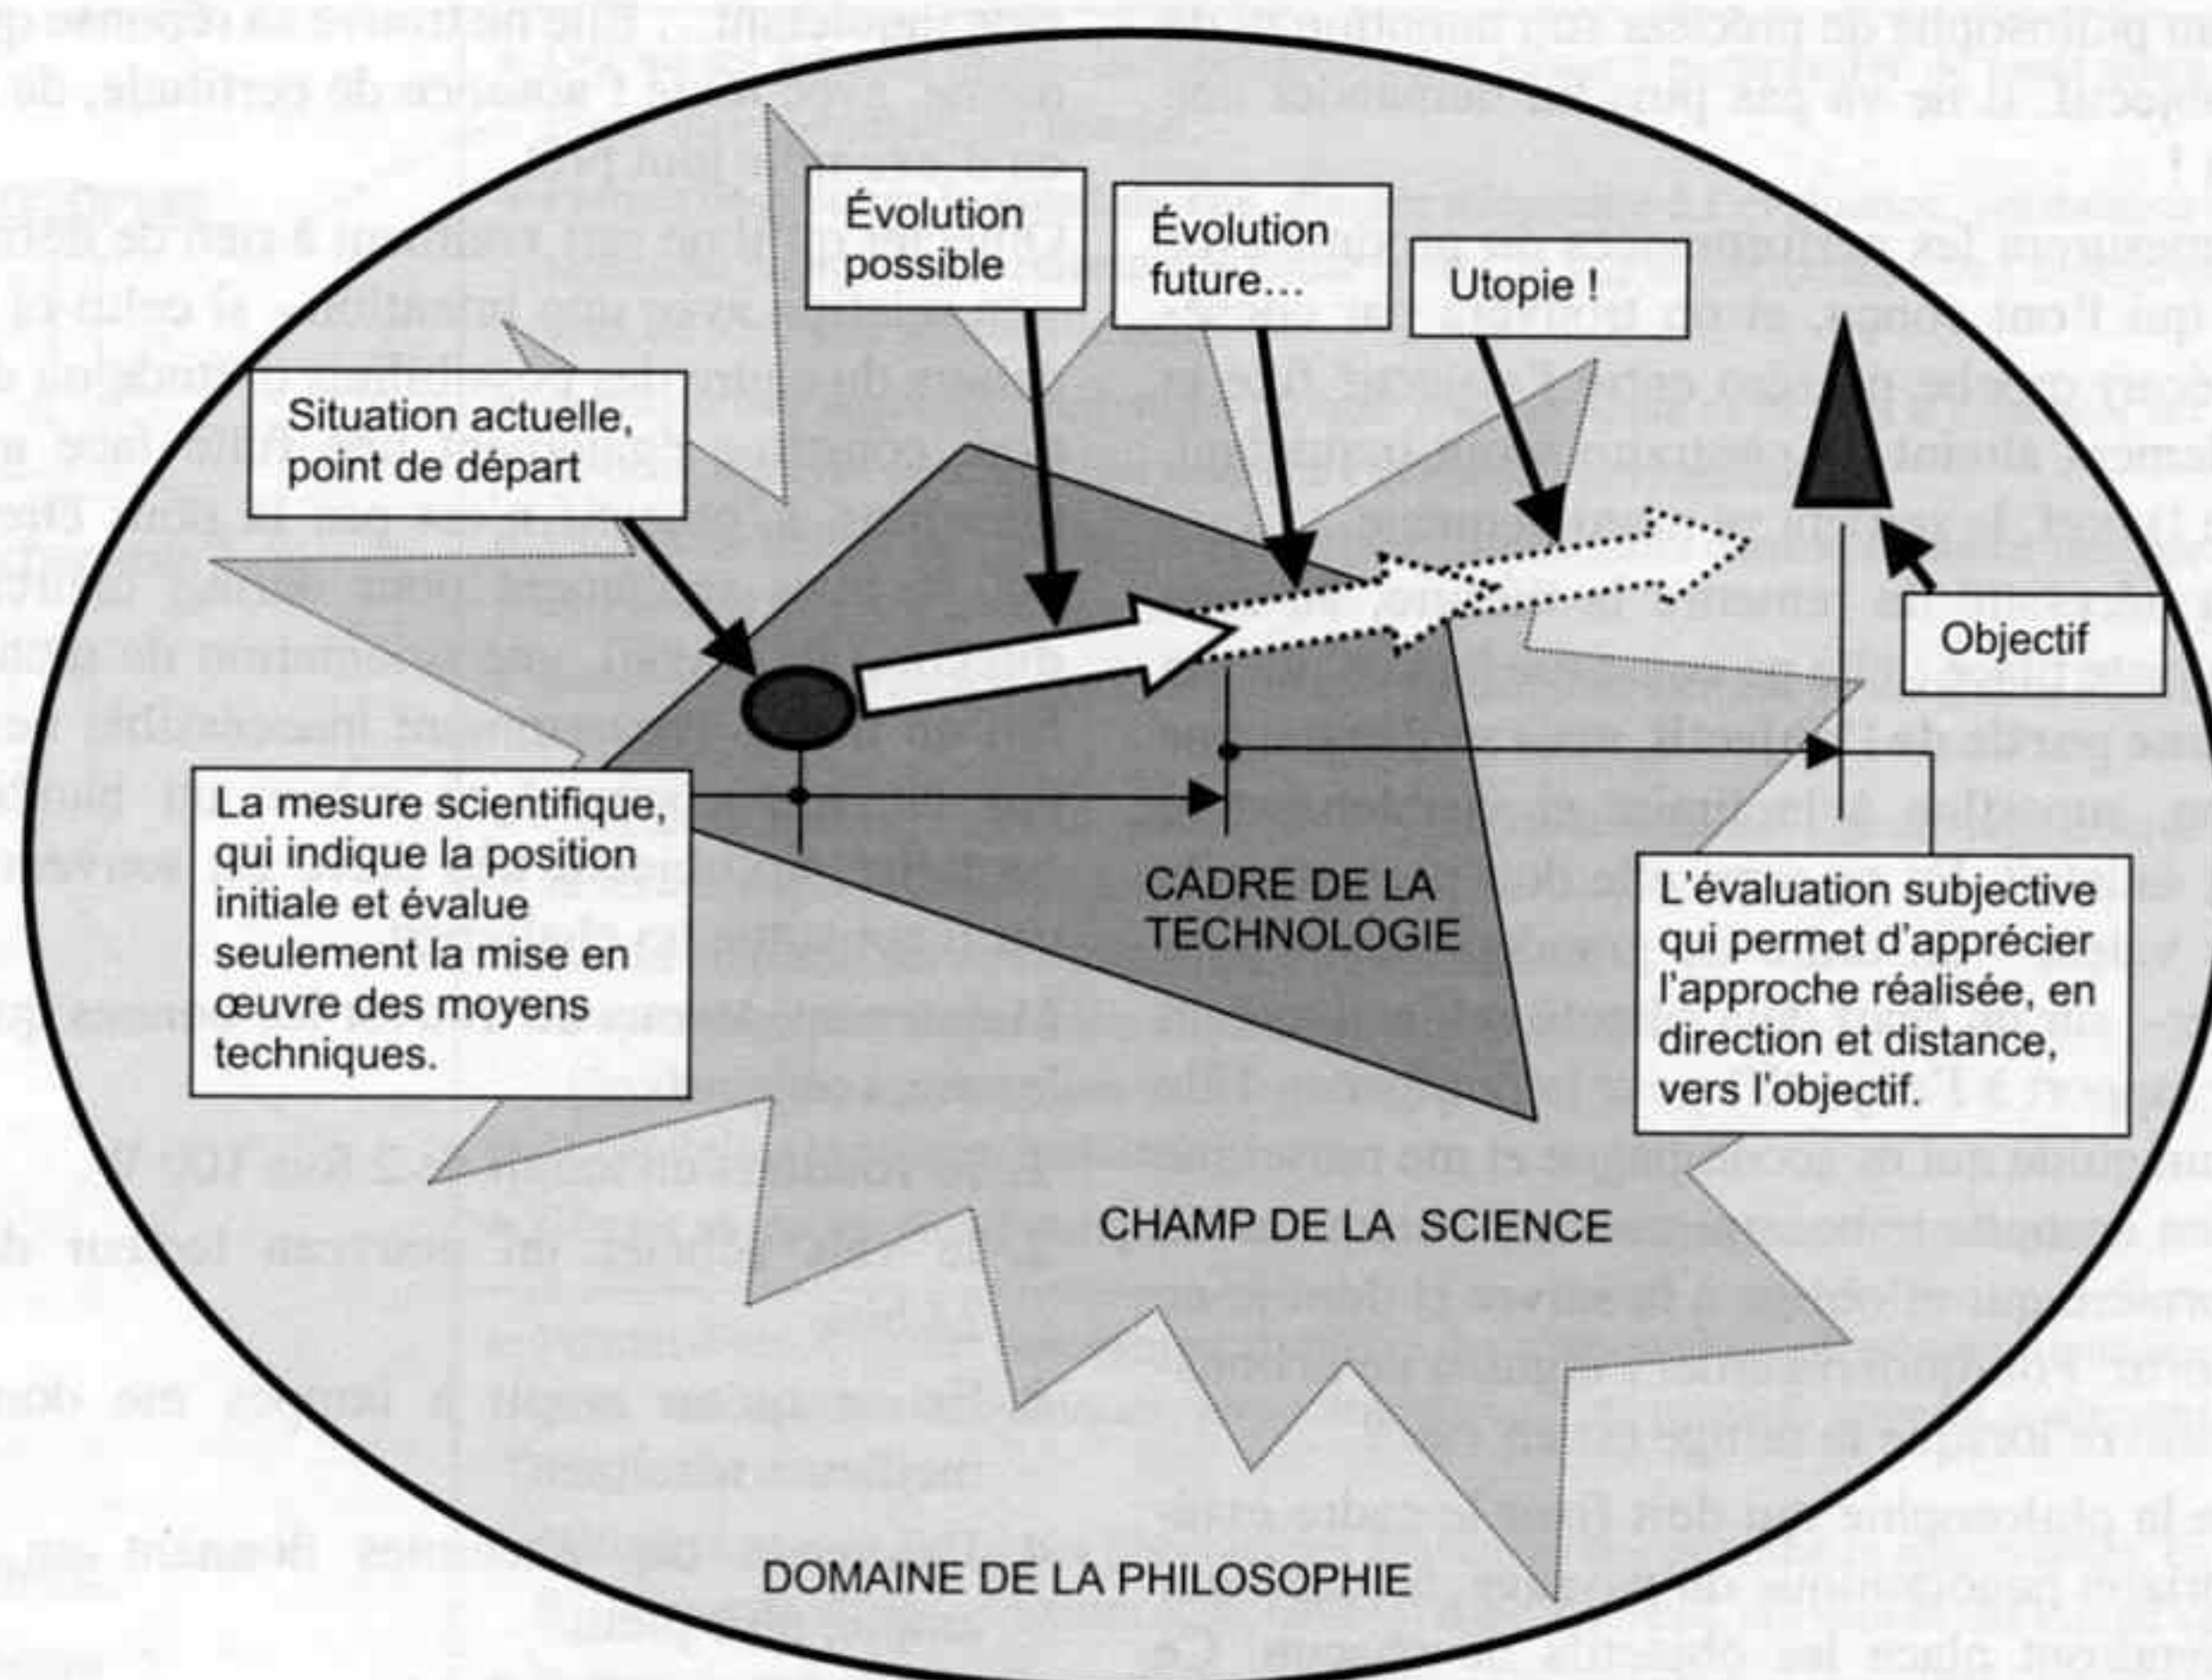 Évolution
possible
Évolution
future…
Utopie !
Situation actuelle,
point de départ
Objectif
La mesure scientifique,
qui indique la position
initiale et évalue
seulement la mise en
œuvre des moyens
techniques.
CADRE DE LA
TECHNOLOGIE
L'évaluation subjective
qui permet d'apprécier
l'approche réalisée, en
direction et distance,
vers l'objectif.
CHAMP DE LA SCIENCE
DOMAINE DE LA PHILOSOPHIE